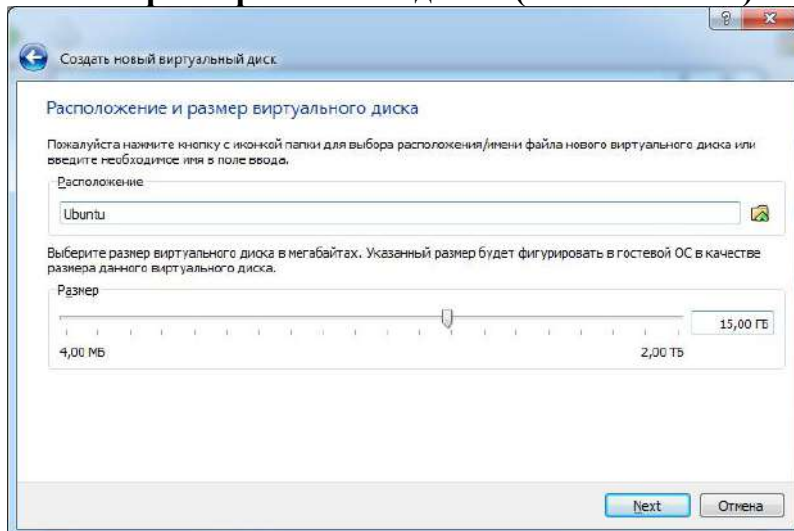 Создать новый виртуальный диск
Расположение и размер виртуального диска
Пожалуйста нажмите кнопку с иконкой папки для выбора расположения/имени файла нового виртуального диска или
введите необходимое имя в поле ввода.
Расположение
Ubuntu
Выберите размер виртуального диска в мегабайтах. Указанный размер будет фигурировать в гостевой ОС в качестве
размера данного виртуального диска.
Размер
15,00 ГБ
4,00 МБ 2,00 ТБ
Next Отмена